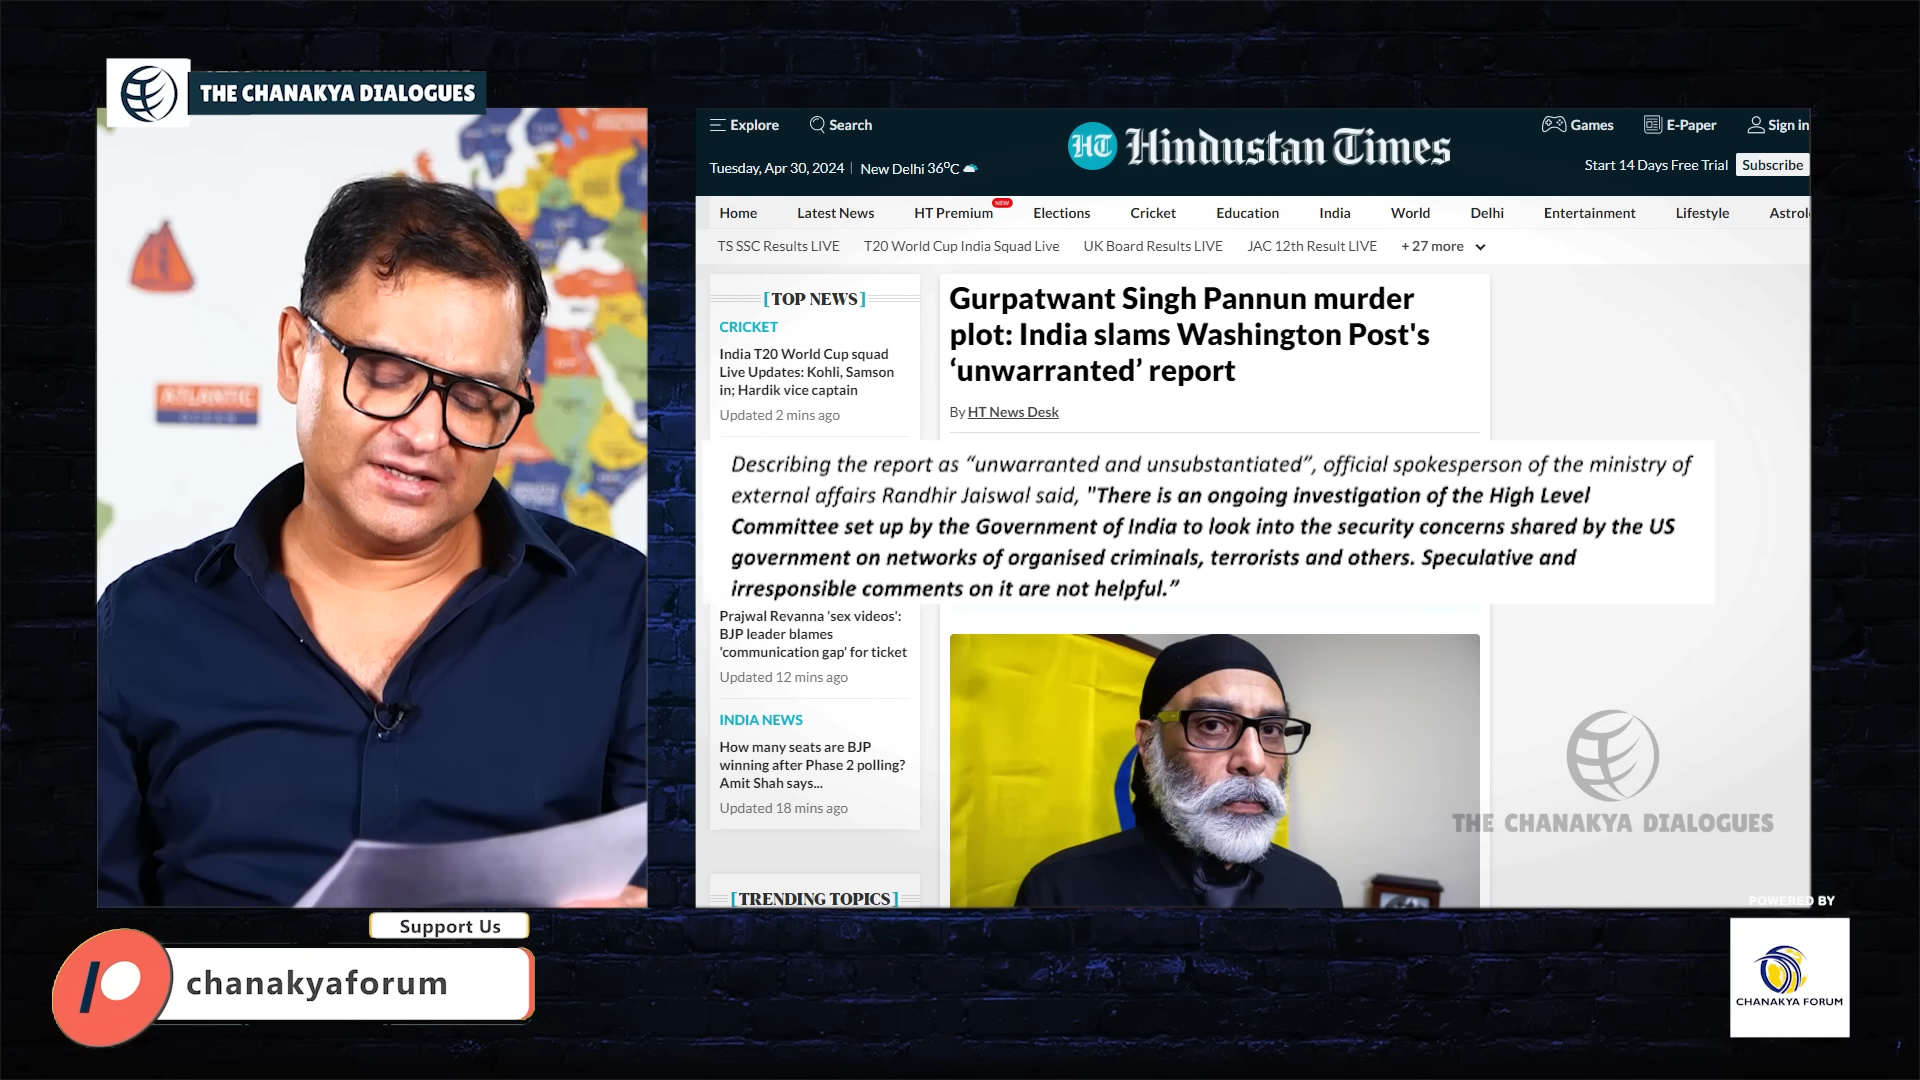 THE CHANAKYA DIALOGUES
ATLANTIC
Explore
Search
Hindustan Times
HT
Games
E-Paper
Sign in
Tuesday, Apr 30, 2024 | New Delhi 36°C
Start 14 Days Free Trial
Subscribe
Home
Latest News
HT Premium
NEW
Elections
Cricket
Education
India
World
Delhi
Entertainment
Lifestyle
Astrol
TS SSC Results LIVE
T20 World Cup India Squad Live
UK Board Results LIVE
JAC 12th Result LIVE
+ 27 more
[TOP NEWS]
CRICKET
India T20 World Cup squad
Live Updates: Kohli, Samson
in; Hardik vice captain
Updated 2 mins ago
Gurpatwant Singh Pannun murder
plot: India slams Washington Post's
‘unwarranted’ report
By HT News Desk
Describing the report as “unwarranted and unsubstantiated”, official spokesperson of the ministry of
external affairs Randhir Jaiswal said, "There is an ongoing investigation of the High Level
Committee set up by the Government of India to look into the security concerns shared by the US
government on networks of organised criminals, terrorists and others. Speculative and
irresponsible comments on it are not helpful.”
Prajwal Revanna 'sex videos':
BJP leader blames
'communication gap' for ticket
Updated 12 mins ago
INDIA NEWS
How many seats are BJP
winning after Phase 2 polling?
Amit Shah says...
Updated 18 mins ago
[TRENDING TOPICS]
THE CHANAKYA DIALOGUES
POWERED BY
CHANAKYA FORUM
Support Us
chanakyaforum